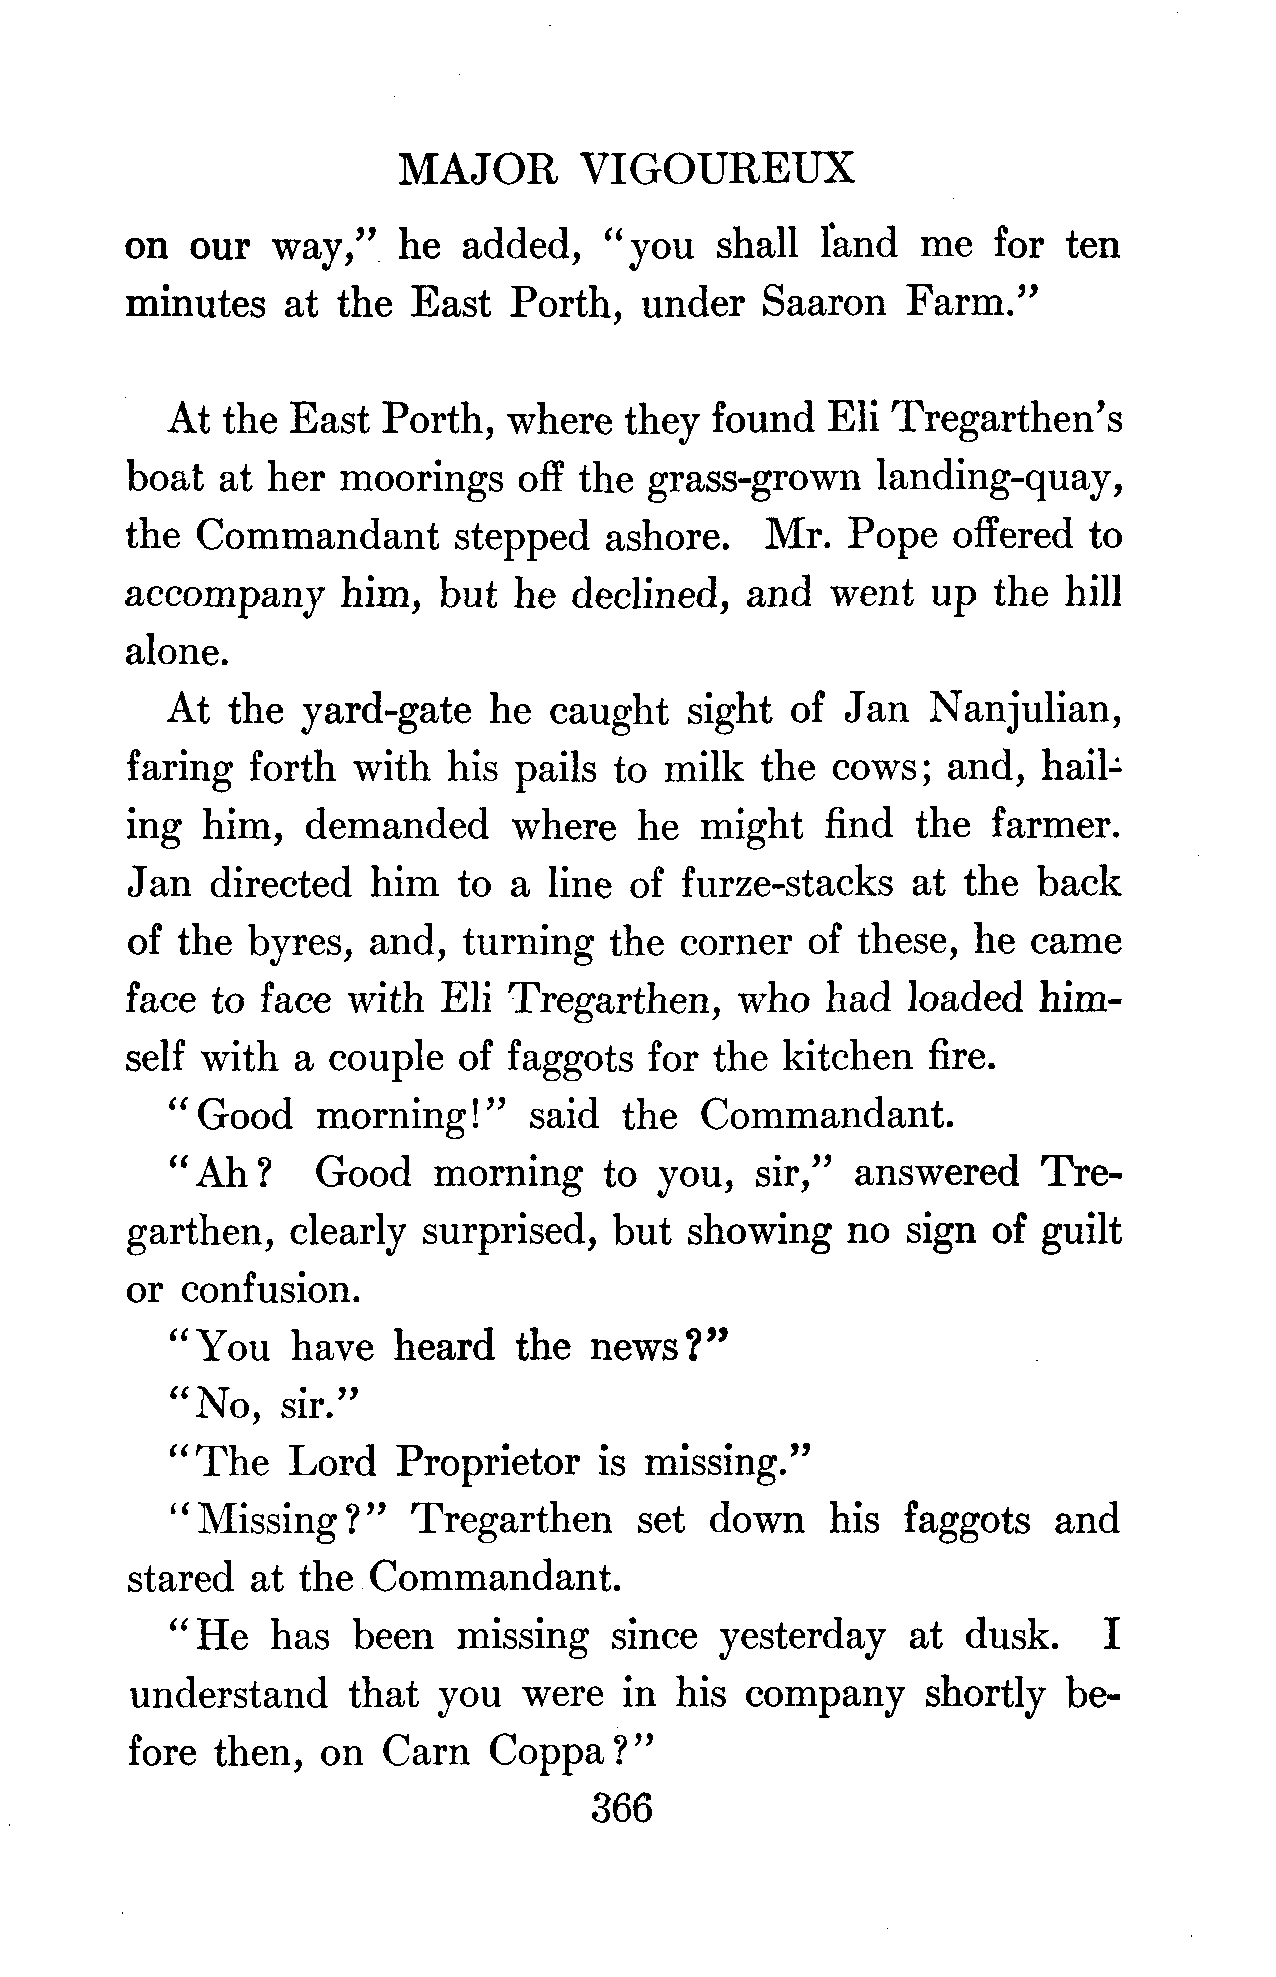 MAJOR VIGOUREUX
on our way," he added, "you shall land me for ten
minutes at the East Porth, under Saaron Farm."
At the East Porth, where they found Eli Tregarthen's
boat at her moorings off the grass-grown landing-quay,
the Commandant stepped ashore. Mr. Pope offered to
accompany him, but he declined, and went up the hill
alone.
At the yard-gate he caught sight of Jan Nanjulian,
faring forth with his pails to milk the cows; and, hail-
ing him, demanded where he might find the farmer.
Jan directed him to a line of furze-stacks at the back
of the byres, and, turning the corner of these, he came
face to face with Eli Tregarthen, who had loaded him-
self with a couple of faggots for the kitchen fire.
"Good morning!" said the Commandant.
"Ah? Good morning to you, sir," answered Tre-
garthen, clearly surprised, but showing no sign of guilt
or confusion.
"You have heard the news?"
"No, sir."
"The Lord Proprietor is missing."
"Missing?" Tregarthen set down his faggots and
stared at the Commandant.
"He has been missing since yesterday at dusk. I
understand that you were in his company shortly be-
fore then, on Carn Coppa?"
366